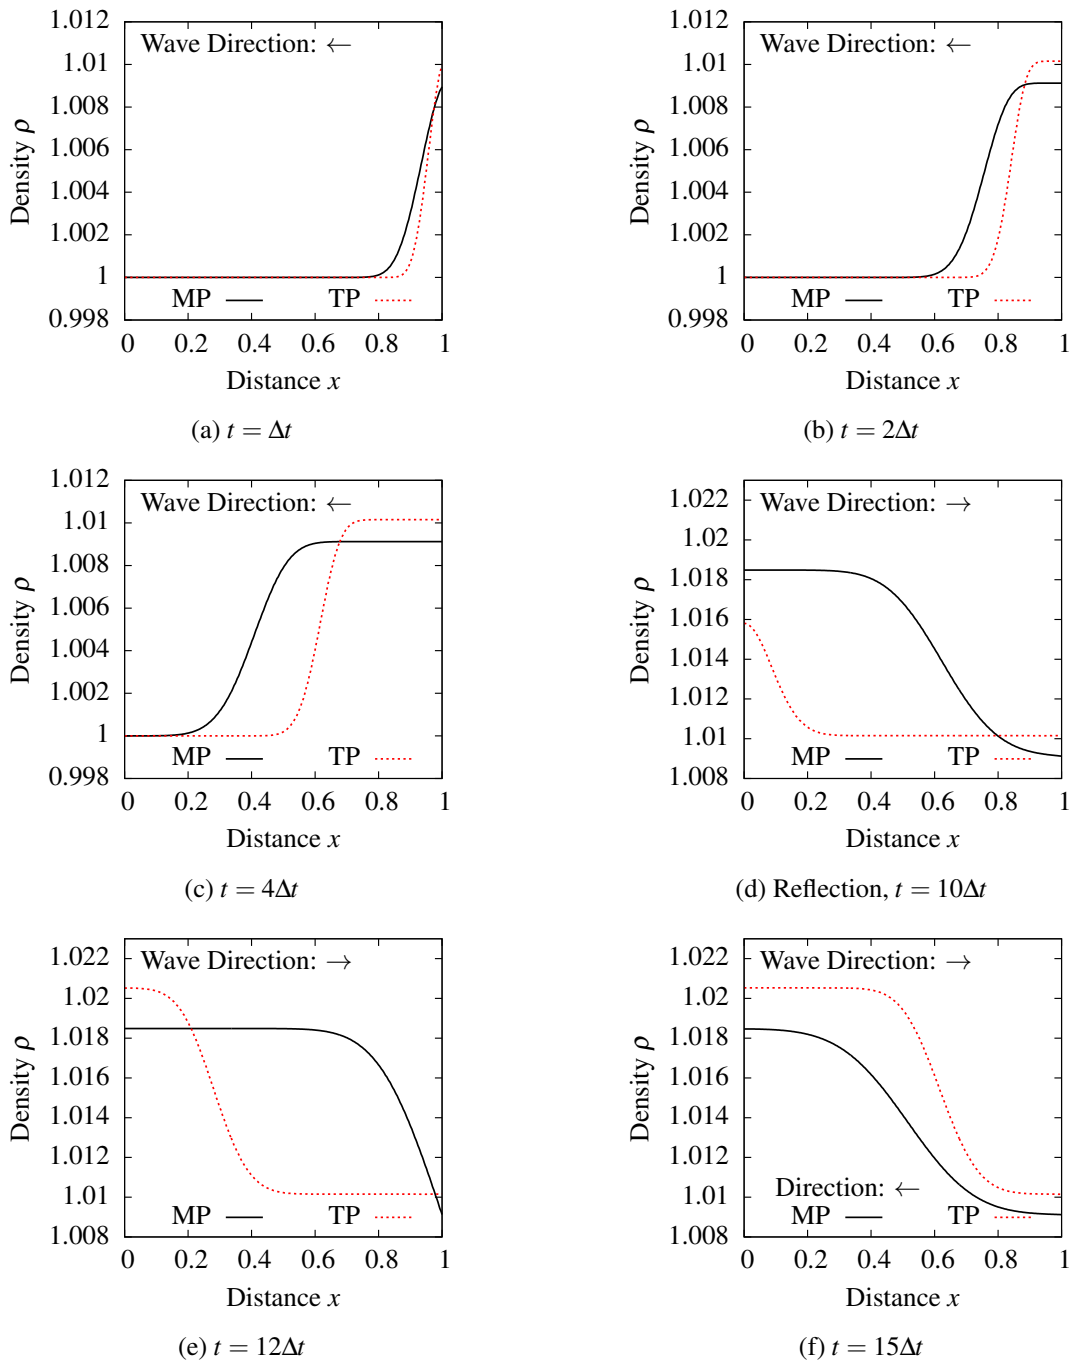 1.012
Wave Direction: ←
1.01
1.008
1.006
1.004
1.002
1
0.998
Density ρ
MP
TP
0 0.2 0.4 0.6 0.8 1
Distance x
(a) t = Δt
1.012
Wave Direction: ←
1.01
1.008
1.006
1.004
1.002
1
0.998
Density ρ
MP
TP
0 0.2 0.4 0.6 0.8 1
Distance x
(b) t = 2Δt
1.012
Wave Direction: ←
1.01
1.008
1.006
1.004
1.002
1
0.998
Density ρ
MP
TP
0 0.2 0.4 0.6 0.8 1
Distance x
(c) t = 4Δt
1.022
Wave Direction: →
1.02
1.018
1.016
1.014
1.012
1.01
1.008
Density ρ
MP
TP
0 0.2 0.4 0.6 0.8 1
Distance x
(d) Reflection, t = 10Δt
1.022
Wave Direction: →
1.02
1.018
1.016
1.014
1.012
1.01
1.008
Density ρ
MP
TP
0 0.2 0.4 0.6 0.8 1
Distance x
(e) t = 12Δt
1.022
Wave Direction: →
1.02
1.018
1.016
1.014
1.012
1.01
1.008
Density ρ
Direction: ←
MP
TP
0 0.2 0.4 0.6 0.8 1
Distance x
(f) t = 15Δt